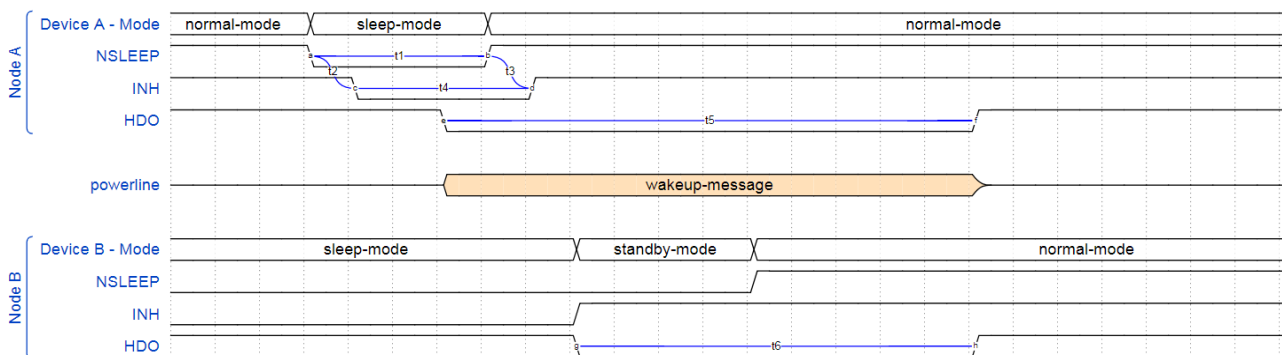 Node A
Device A - Mode normal-mode sleep-mode normal-mode
NSLEEP a t1 b
t2 t3
INH c t4 d
HDO e t5 f
powerline wakeup-message
Node B
Device B - Mode sleep-mode standby-mode normal-mode
NSLEEP
INH
HDO g t6 h